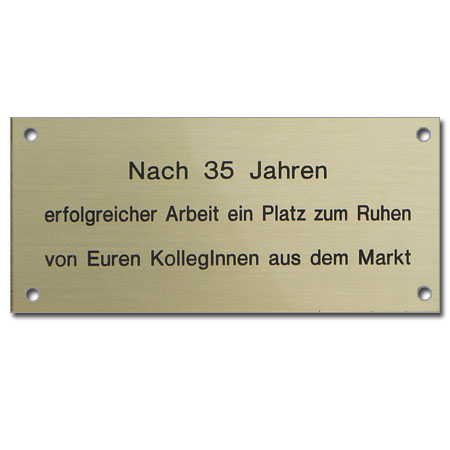 Nach 35 Jahren
erfolgreicher Arbeit ein Platz zum Ruhen
von Euren KollegInnen aus dem Markt